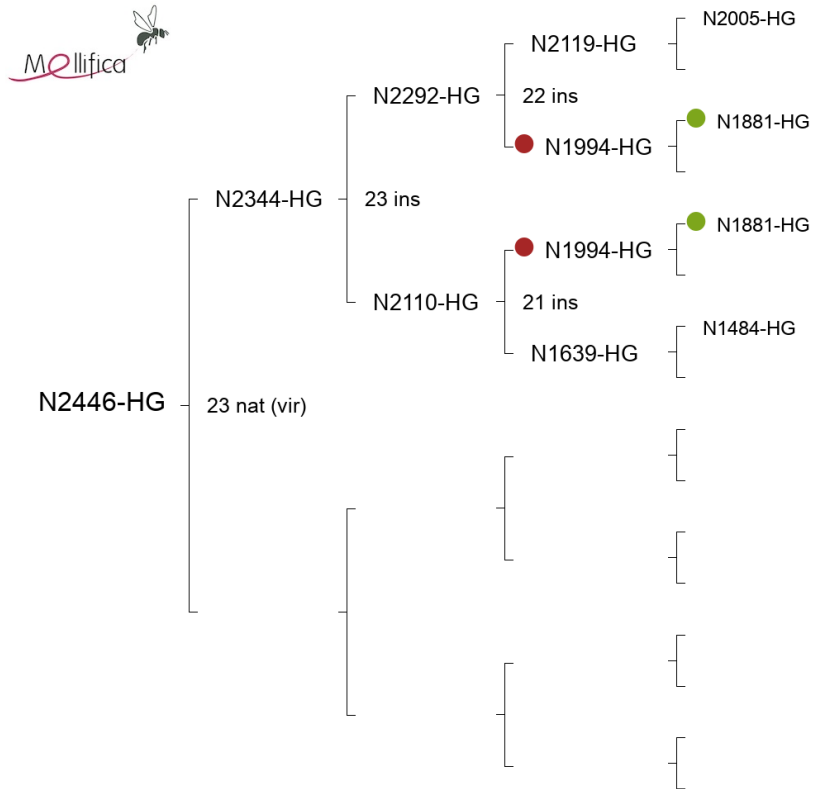 Mellifica
N2005-HG
N2119-HG
N2292-HG
22 ins
N1881-HG
N1994-HG
N2344-HG
23 ins
N1881-HG
N1994-HG
N2110-HG
21 ins
N1484-HG
N1639-HG
N2446-HG
23 nat (vir)